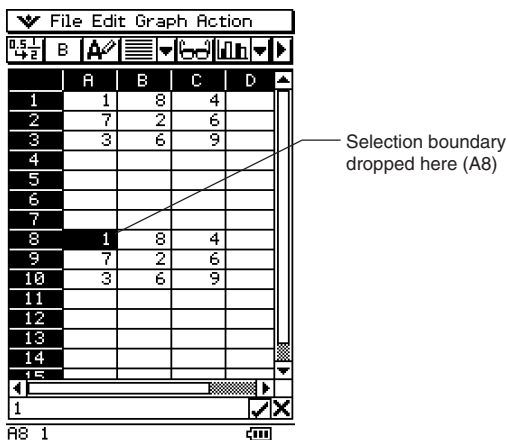 File Edit Graph Action
B
A B C D
1 1 8 4
2 7 2 6
3 3 6 9
4
5
6
7
8 1 8 4
9 7 2 6
10 3 6 9
11
12
13
14
15
1
A8 1
Selection boundary
dropped here (A8)